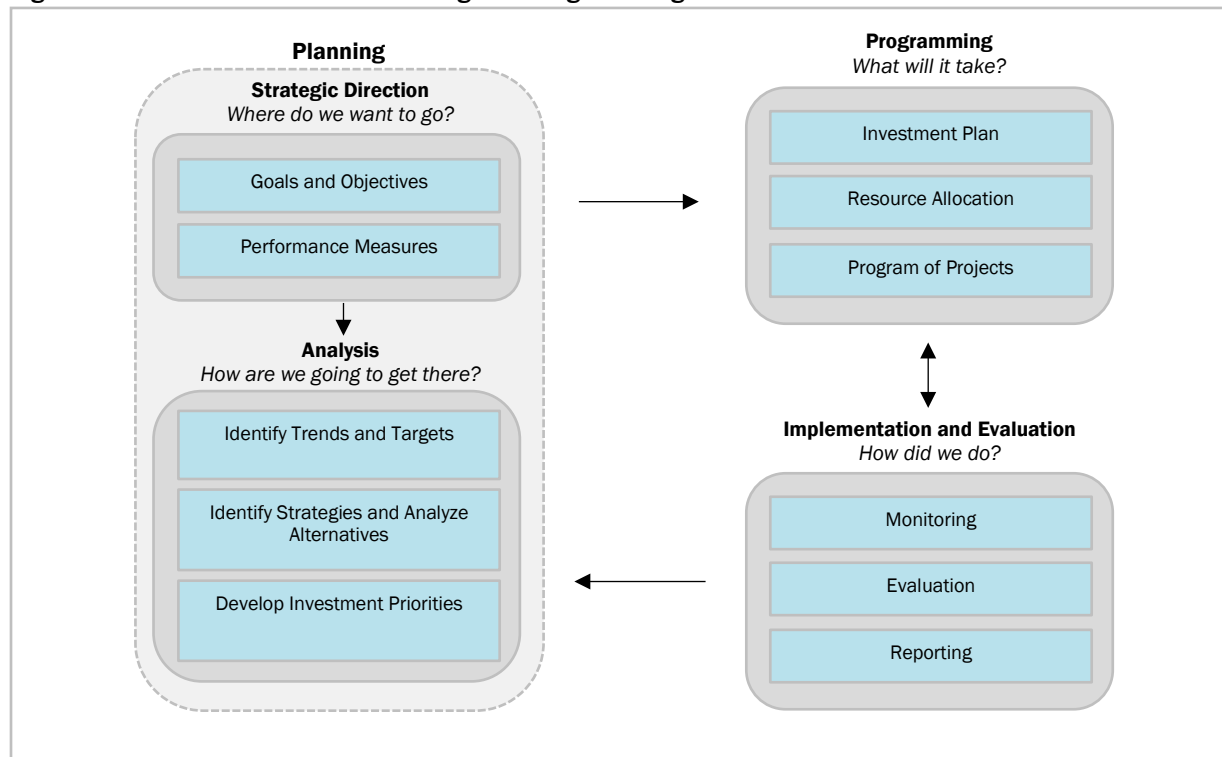 Planning
Strategic Direction
Where do we want to go?
Goals and Objectives
Performance Measures
Analysis
How are we going to get there?
Identify Trends and Targets
Identify Strategies and Analyze
Alternatives
Develop Investment Priorities
Programming
What will it take?
Investment Plan
Resource Allocation
Program of Projects
Implementation and Evaluation
How did we do?
Monitoring
Evaluation
Reporting